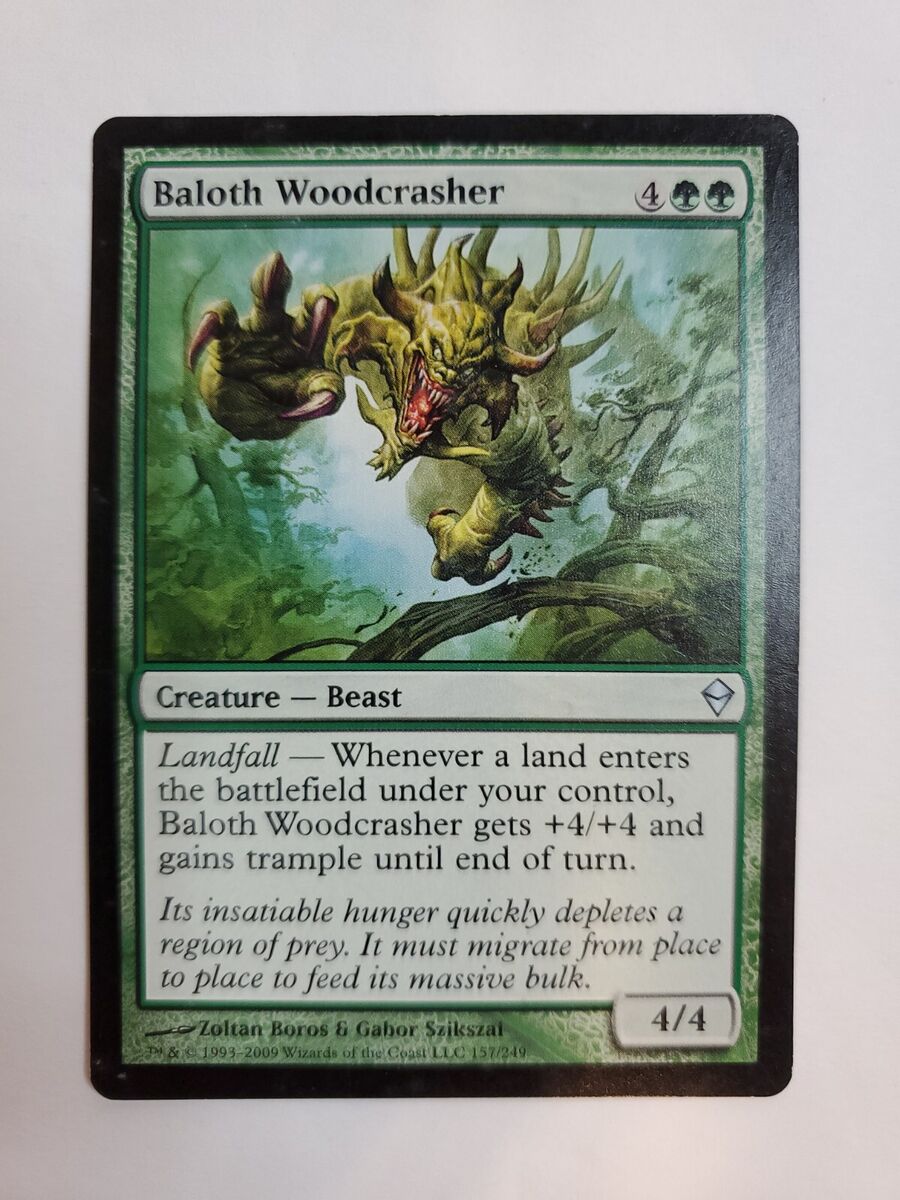 Baloth Woodcrasher 4
Creature — Beast
Landfall — Whenever a land enters
the battlefield under your control,
Baloth Woodcrasher gets +4/+4 and
gains trample until end of turn.
Its insatiable hunger quickly depletes a
region of prey. It must migrate from place
to place to feed its massive bulk.
4/4
Zoltan Boros & Gabor Szikszai
™ & © 1993–2009 Wizards of the Coast LLC 157/249